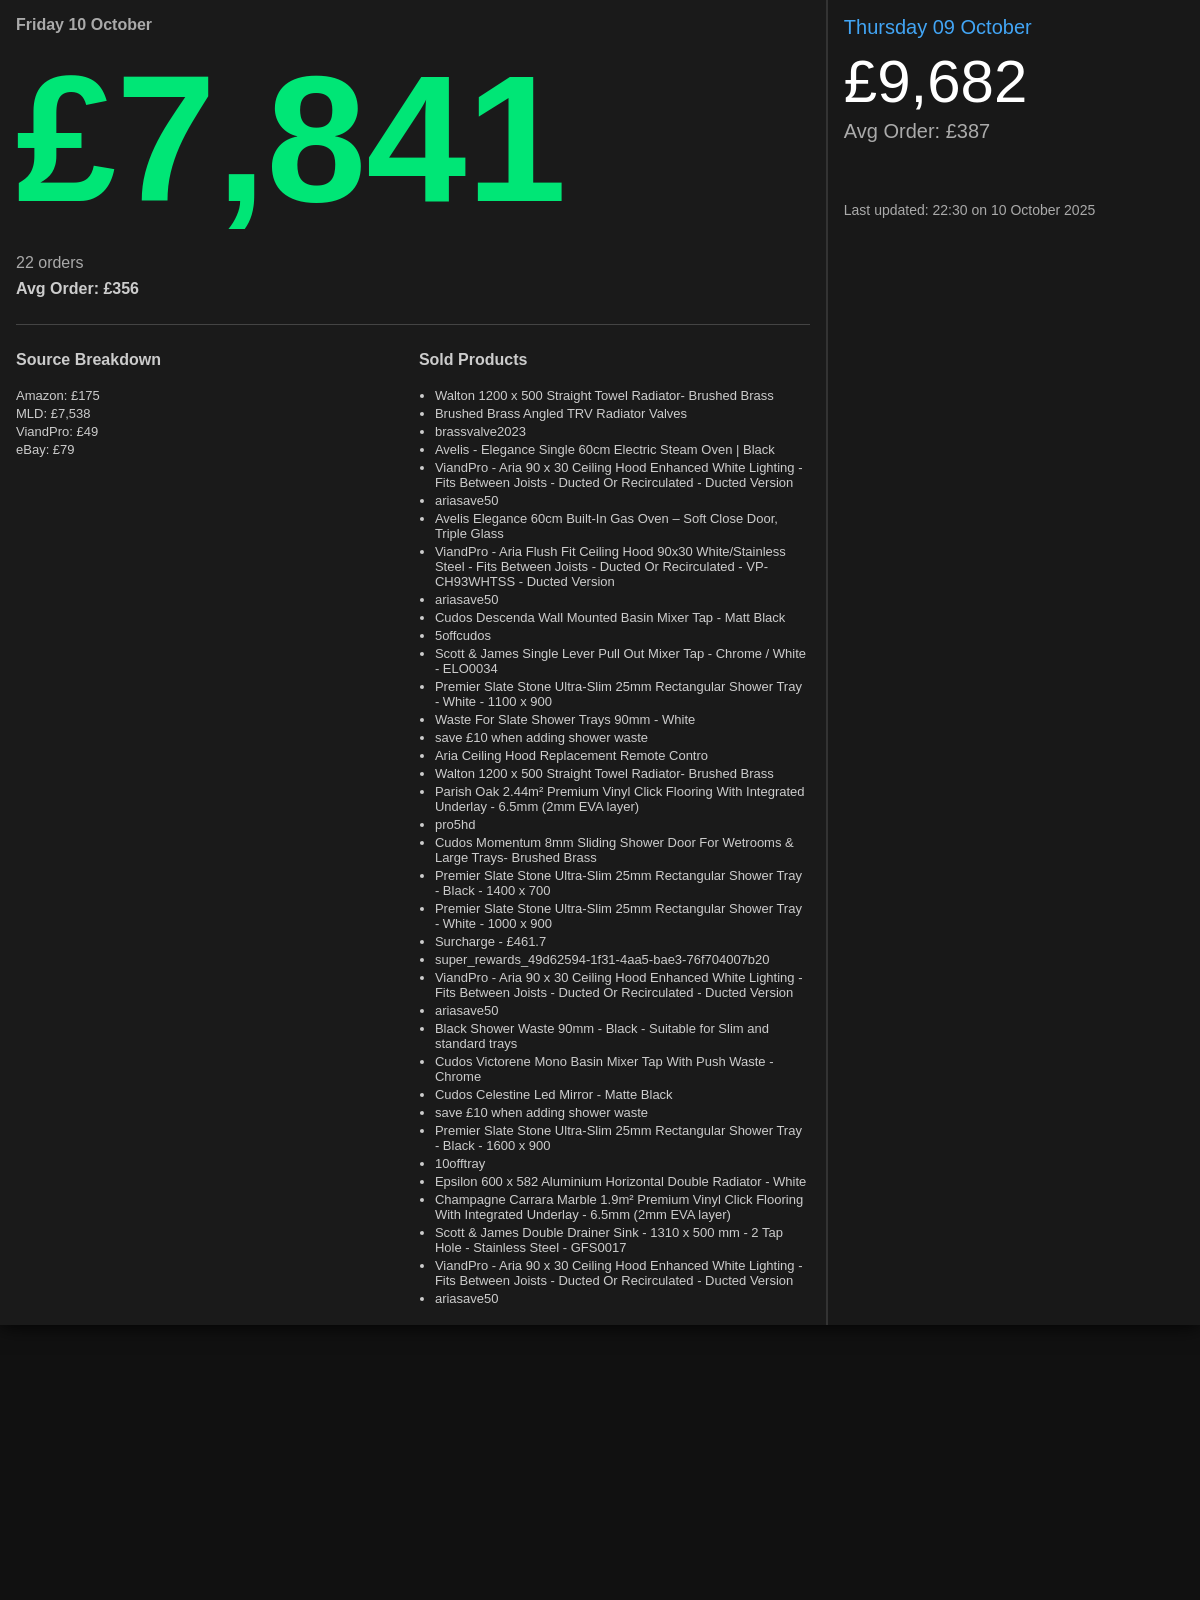 Friday 10 October
£7,841
22 orders
Avg Order: £356
Source Breakdown
Amazon: £175
MLD: £7,538
ViandPro: £49
eBay: £79
Sold Products
Walton 1200 x 500 Straight Towel Radiator- Brushed Brass
Brushed Brass Angled TRV Radiator Valves
brassvalve2023
Avelis - Elegance Single 60cm Electric Steam Oven | Black
ViandPro - Aria 90 x 30 Ceiling Hood Enhanced White Lighting -
Fits Between Joists - Ducted Or Recirculated - Ducted Version
ariasave50
Avelis Elegance 60cm Built-In Gas Oven – Soft Close Door,
Triple Glass
ViandPro - Aria Flush Fit Ceiling Hood 90x30 White/Stainless
Steel - Fits Between Joists - Ducted Or Recirculated - VP-
CH93WHTSS - Ducted Version
ariasave50
Cudos Descenda Wall Mounted Basin Mixer Tap - Matt Black
5offcudos
Scott & James Single Lever Pull Out Mixer Tap - Chrome / White
- ELO0034
Premier Slate Stone Ultra-Slim 25mm Rectangular Shower Tray
- White - 1100 x 900
Waste For Slate Shower Trays 90mm - White
save £10 when adding shower waste
Aria Ceiling Hood Replacement Remote Contro
Walton 1200 x 500 Straight Towel Radiator- Brushed Brass
Parish Oak 2.44m² Premium Vinyl Click Flooring With Integrated
Underlay - 6.5mm (2mm EVA layer)
pro5hd
Cudos Momentum 8mm Sliding Shower Door For Wetrooms &
Large Trays- Brushed Brass
Premier Slate Stone Ultra-Slim 25mm Rectangular Shower Tray
- Black - 1400 x 700
Premier Slate Stone Ultra-Slim 25mm Rectangular Shower Tray
- White - 1000 x 900
Surcharge - £461.7
super_rewards_49d62594-1f31-4aa5-bae3-76f704007b20
ViandPro - Aria 90 x 30 Ceiling Hood Enhanced White Lighting -
Fits Between Joists - Ducted Or Recirculated - Ducted Version
ariasave50
Black Shower Waste 90mm - Black - Suitable for Slim and
standard trays
Cudos Victorene Mono Basin Mixer Tap With Push Waste -
Chrome
Cudos Celestine Led Mirror - Matte Black
save £10 when adding shower waste
Premier Slate Stone Ultra-Slim 25mm Rectangular Shower Tray
- Black - 1600 x 900
10offtray
Epsilon 600 x 582 Aluminium Horizontal Double Radiator - White
Champagne Carrara Marble 1.9m² Premium Vinyl Click Flooring
With Integrated Underlay - 6.5mm (2mm EVA layer)
Scott & James Double Drainer Sink - 1310 x 500 mm - 2 Tap
Hole - Stainless Steel - GFS0017
ViandPro - Aria 90 x 30 Ceiling Hood Enhanced White Lighting -
Fits Between Joists - Ducted Or Recirculated - Ducted Version
ariasave50
Thursday 09 October
£9,682
Avg Order: £387
Last updated: 22:30 on 10 October 2025